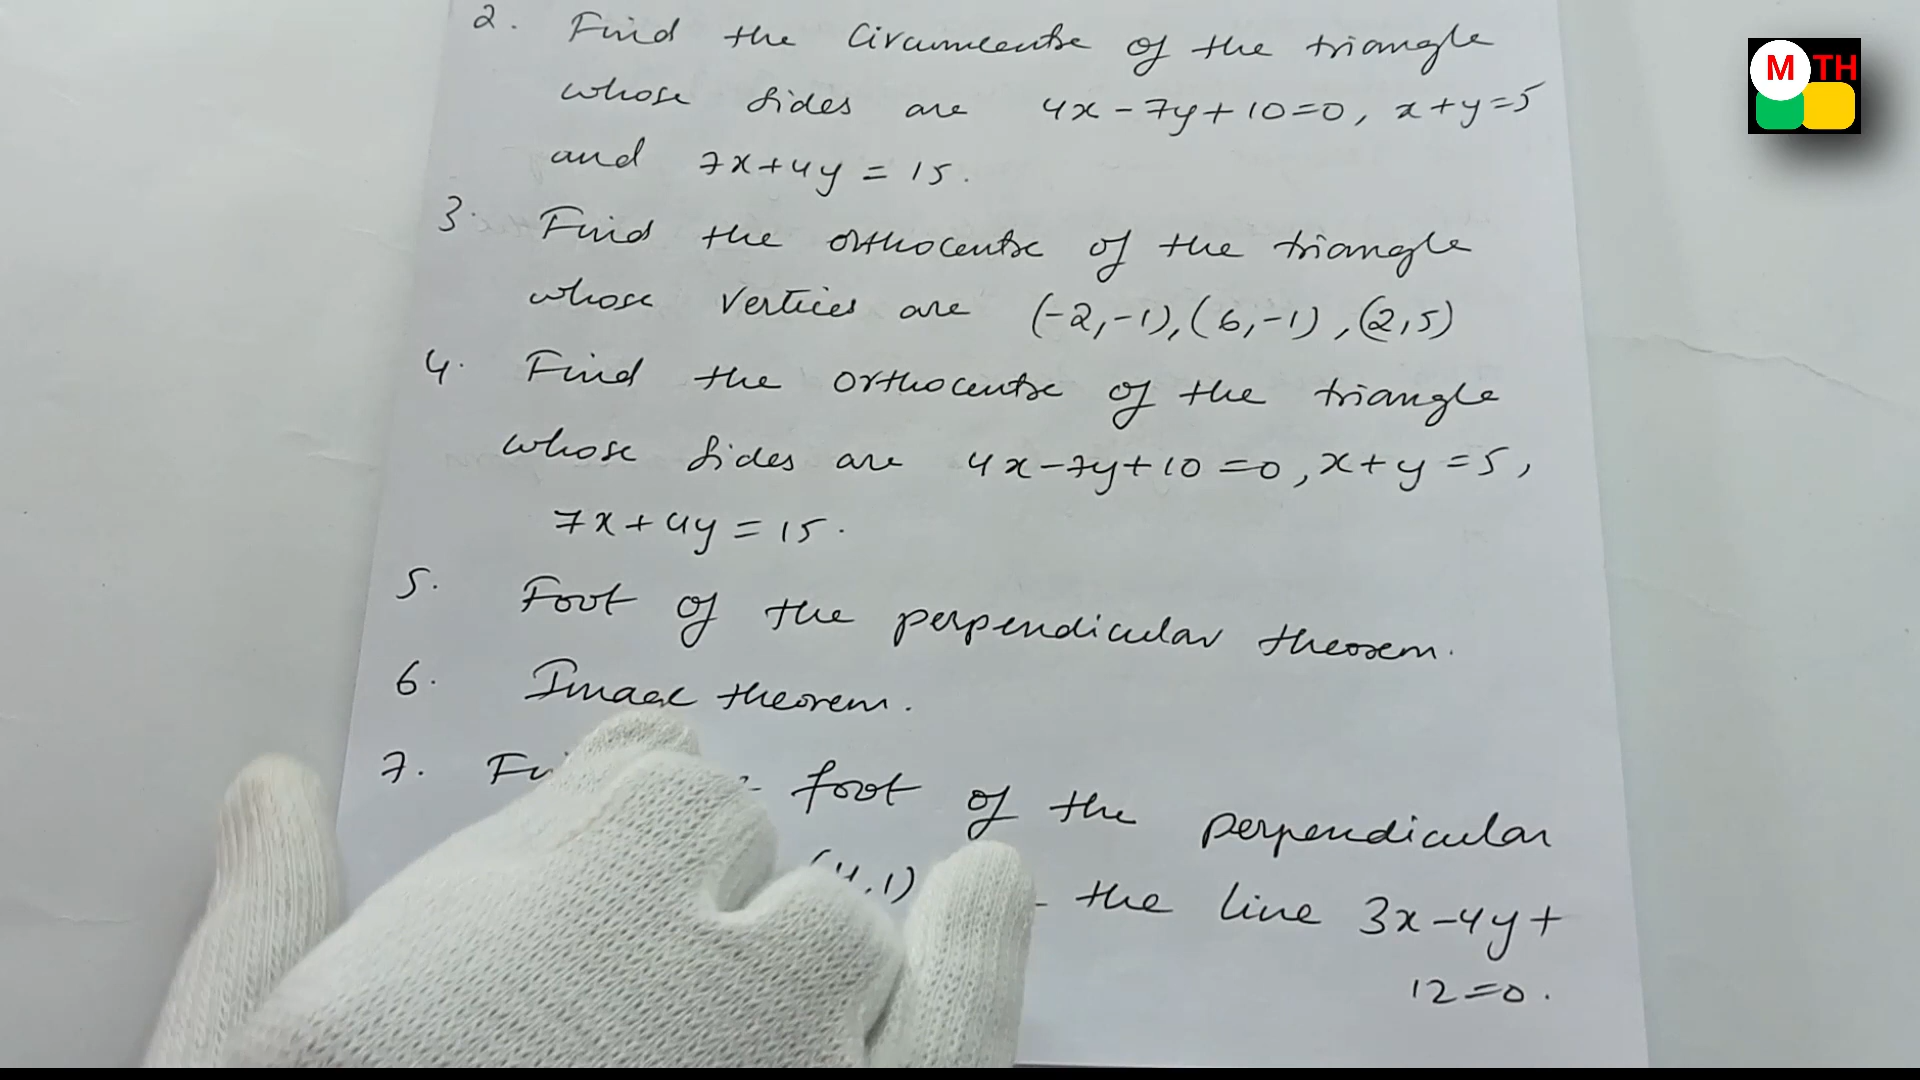 M TH
2. Find the Circumcentre of the triangle
whose sides are 4x-7y+10=0, x+y=5
and 7x+4y = 15.
3. Find the orthocentre of the triangle
whose vertices are (-2,-1), (6,-1), (2,5)
4. Find the orthocentre of the triangle
whose sides are 4x-7y+10=0, x+y=5,
7x+4y=15.
5. Foot of the perpendicular theorem.
6. Image theorem.
7. foot of the perpendicular
(4,1) the line 3x-4y+
12=0.